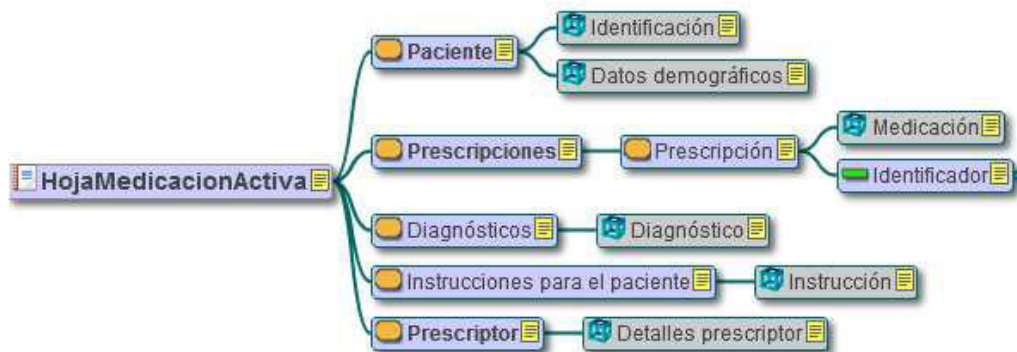 Identificación
Paciente
Datos demográficos
Medicación
Prescripciones
Prescripción
Identificador
HojaMedicacionActiva
Diagnósticos
Diagnóstico
Instrucciones para el paciente
Instrucción
Prescriptor
Detalles prescriptor